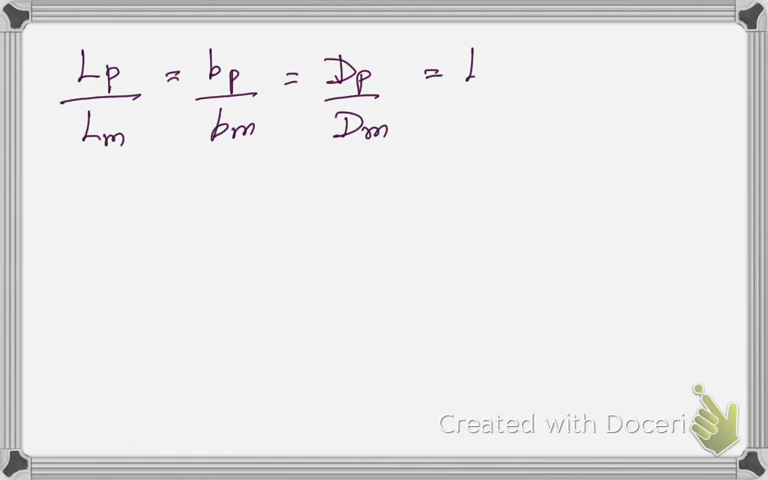 Lp/Lm = bp/bm = Dp/Dm = L
Created with Doceri